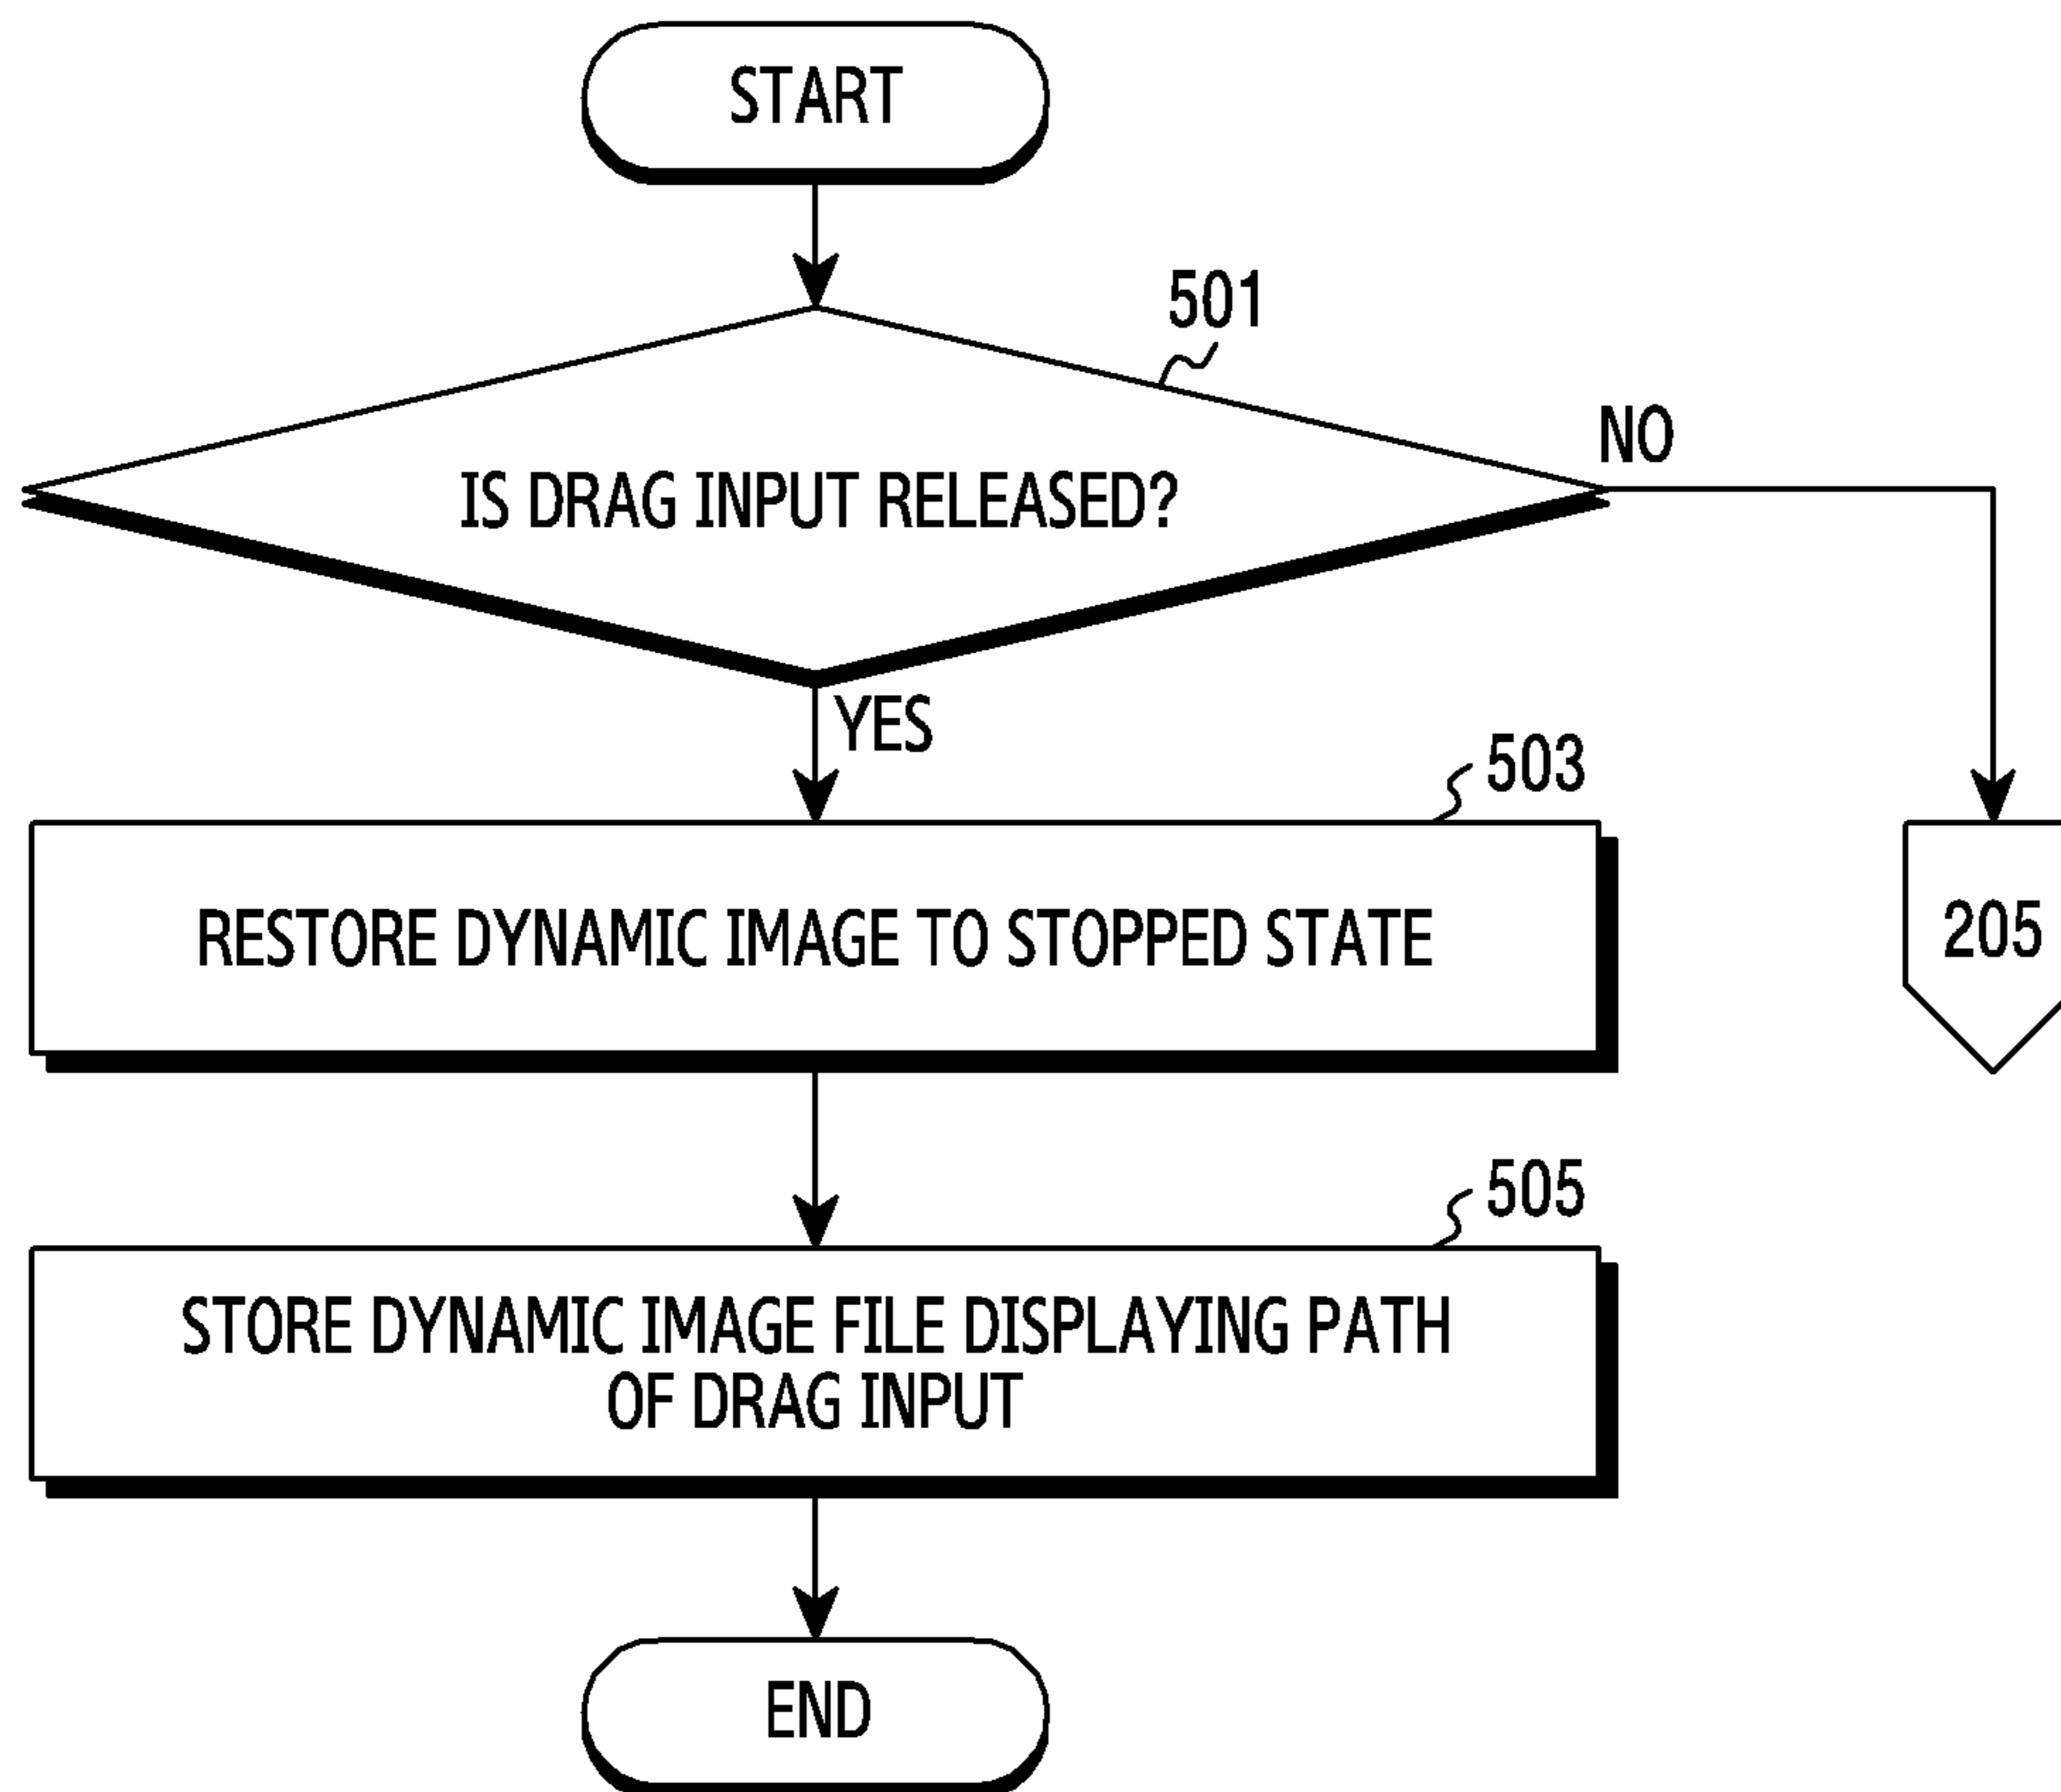 START
501
IS DRAG INPUT RELEASED?
NO
YES
503
RESTORE DYNAMIC IMAGE TO STOPPED STATE
205
505
STORE DYNAMIC IMAGE FILE DISPLAYING PATH
OF DRAG INPUT
END